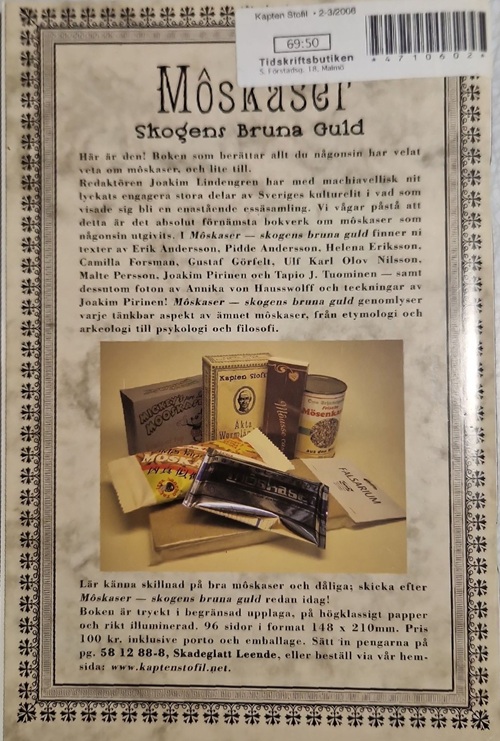 Kapten Stofil • 2-3/2006
69:50
Tidskriftsbutiken
S. Förstadsg. 18, Malmö
+47106024
Môskaser
Skogens Bruna Guld
Här är den! Boken som berättar allt du någonsin har velat
veta om môskaser, och lite till.
Redaktören Joakim Lindengren har med machiavellisk nit
lyckats engagera stora delar av Sveriges kulturelit i vad som
visade sig bli en enastående essäsamling. Vi vågar påstå att
detta är det absolut förnämsta bokverk om môskaser som
någonsin utgivits. I Môskaser — skogens bruna guld finner ni
texter av Erik Andersson, Pidde Andersson, Helena Eriksson,
Camilla Forsman, Gustaf Görfelt, Ulf Karl Olov Nilsson,
Malte Persson, Joakim Pirinen och Tapio J. Tuominen — samt
dessutom foton av Annika von Hausswolff och teckningar av
Joakim Pirinen! Môskaser — skogens bruna guld genomlyser
varje tänkbar aspekt av ämnet môskaser, från etymologi och
arkeologi till psykologi och filosofi.
Kapten Stofil
Äkta
FALSARIUM
Lär känna skillnad på bra môskaser och dåliga; skicka efter
Môskaser — skogens bruna guld redan idag!
Boken är tryckt i begränsad upplaga, på högklassigt papper
och rikt illuminerad. 96 sidor i format 148 x 210mm. Pris
100 kr, inklusive porto och emballage. Sätt in pengarna på
pg. 58 12 88-8, Skadeglatt Leende, eller beställ via vår hem-
sida: www.kaptenstofil.net.